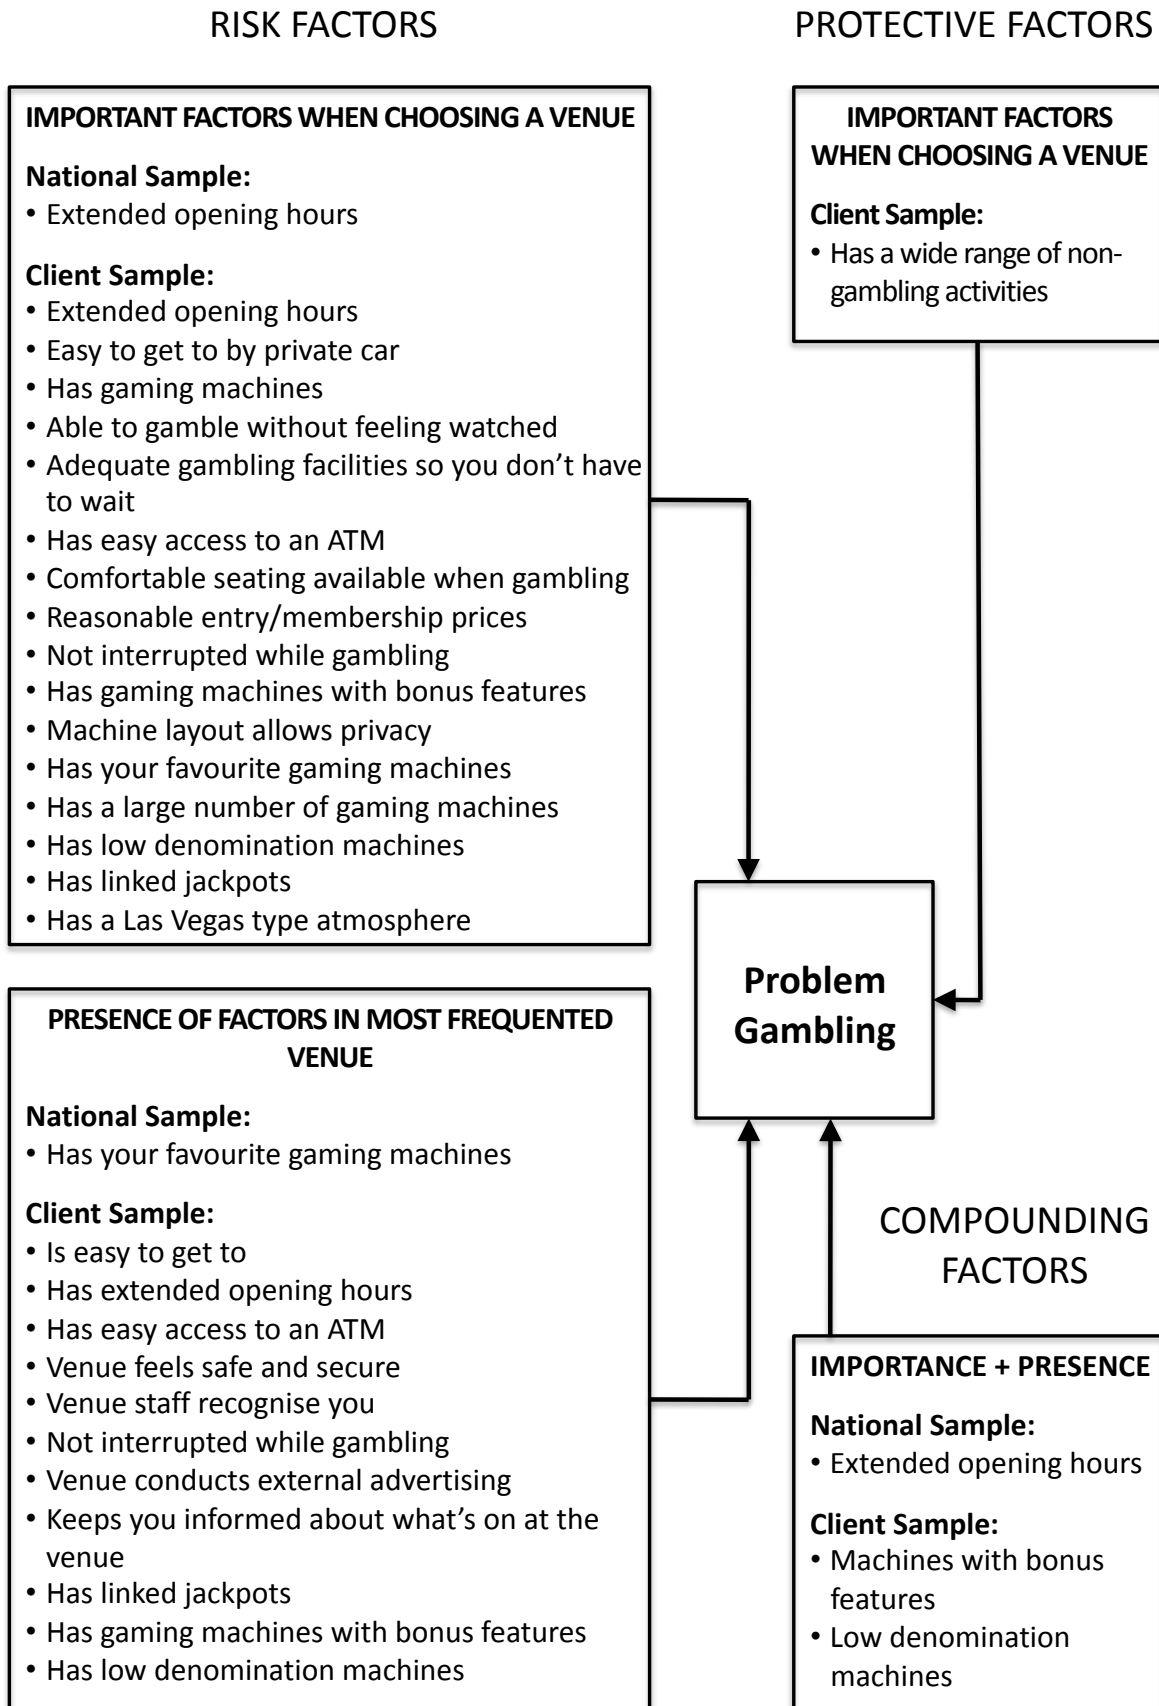 RISK FACTORS
IMPORTANT FACTORS WHEN CHOOSING A VENUE
National Sample:
• Extended opening hours
Client Sample:
• Extended opening hours
• Easy to get to by private car
• Has gaming machines
• Able to gamble without feeling watched
• Adequate gambling facilities so you don't have
to wait
• Has easy access to an ATM
• Comfortable seating available when gambling
• Reasonable entry/membership prices
• Not interrupted while gambling
• Has gaming machines with bonus features
• Machine layout allows privacy
• Has your favourite gaming machines
• Has a large number of gaming machines
• Has low denomination machines
• Has linked jackpots
• Has a Las Vegas type atmosphere
PRESENCE OF FACTORS IN MOST FREQUENTED
VENUE
National Sample:
• Has your favourite gaming machines
Client Sample:
• Is easy to get to
• Has extended opening hours
• Has easy access to an ATM
• Venue feels safe and secure
• Venue staff recognise you
• Not interrupted while gambling
• Venue conducts external advertising
• Keeps you informed about what's on at the
venue
• Has linked jackpots
• Has gaming machines with bonus features
• Has low denomination machines
PROTECTIVE FACTORS
IMPORTANT FACTORS
WHEN CHOOSING A VENUE
Client Sample:
• Has a wide range of non-
gambling activities
Problem
Gambling
COMPOUNDING
FACTORS
IMPORTANCE + PRESENCE
National Sample:
• Extended opening hours
Client Sample:
• Machines with bonus
features
• Low denomination
machines